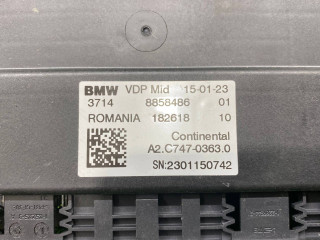 BMW VDP Mid 15-01-23
3714 8858486 01
ROMANIA 182618 10
Continental
A2.C747-0363.0
SN:2301150742